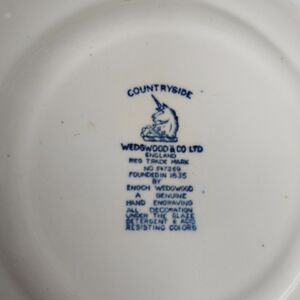 COUNTRYSIDE
WEDGWOOD & CO LTD
ENGLAND
REG TRADE MARK
NO 547269
FOUNDED IN 1835
BY
ENOCH WEDGWOOD
A GENUINE
HAND ENGRAVING
ALL DECORATION
UNDER THE GLAZE
DETERGENT & ACID
RESISTING COLORS